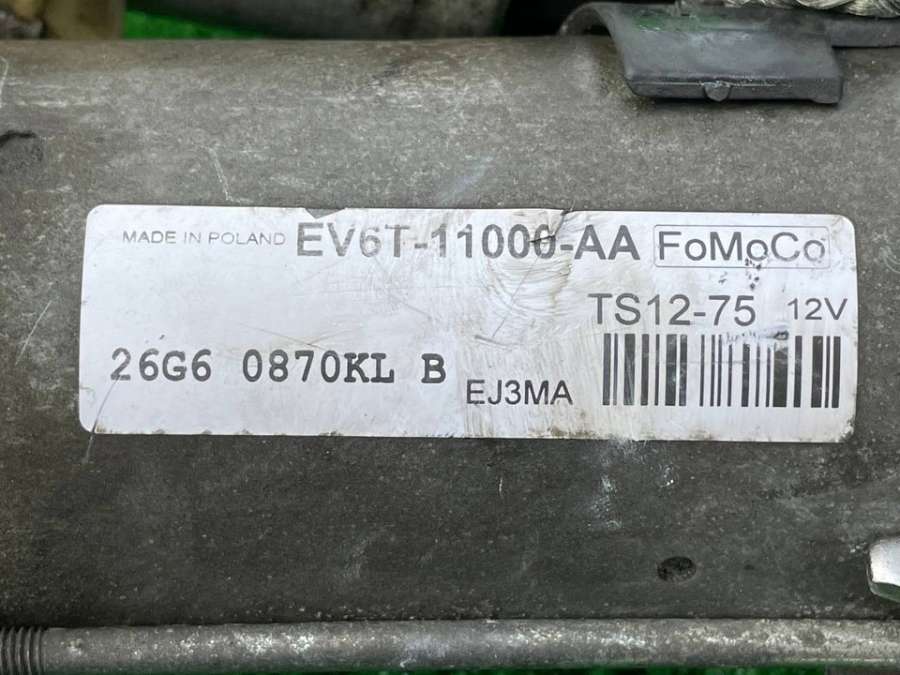 MADE IN POLAND EV6T-11000-AA FoMoCo
TS12-75 12V
26G6 0870KL B EJ3MA